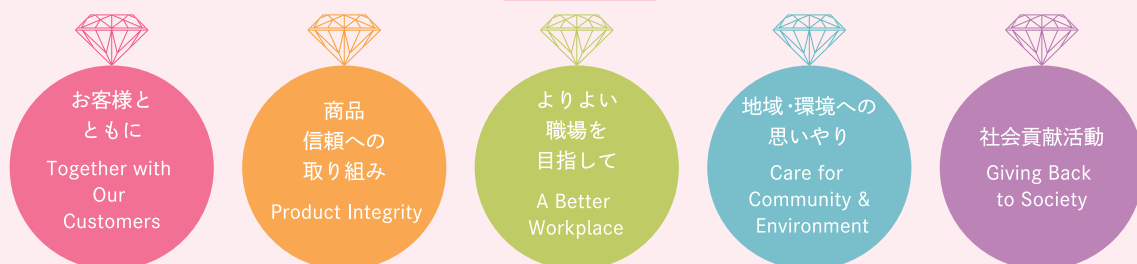 お客様と
ともに
Together with
Our
Customers
商品
信頼への
取り組み
Product Integrity
よりよい
職場を
目指して
A Better
Workplace
地域・環境への
思いやり
Care for
Community &
Environment
社会貢献活動
Giving Back
to Society